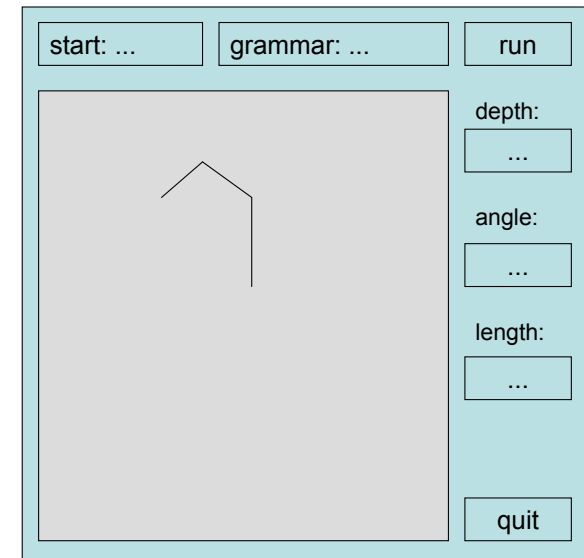 start: ...
grammar: ...
run
depth:
...
angle:
...
length:
...
quit